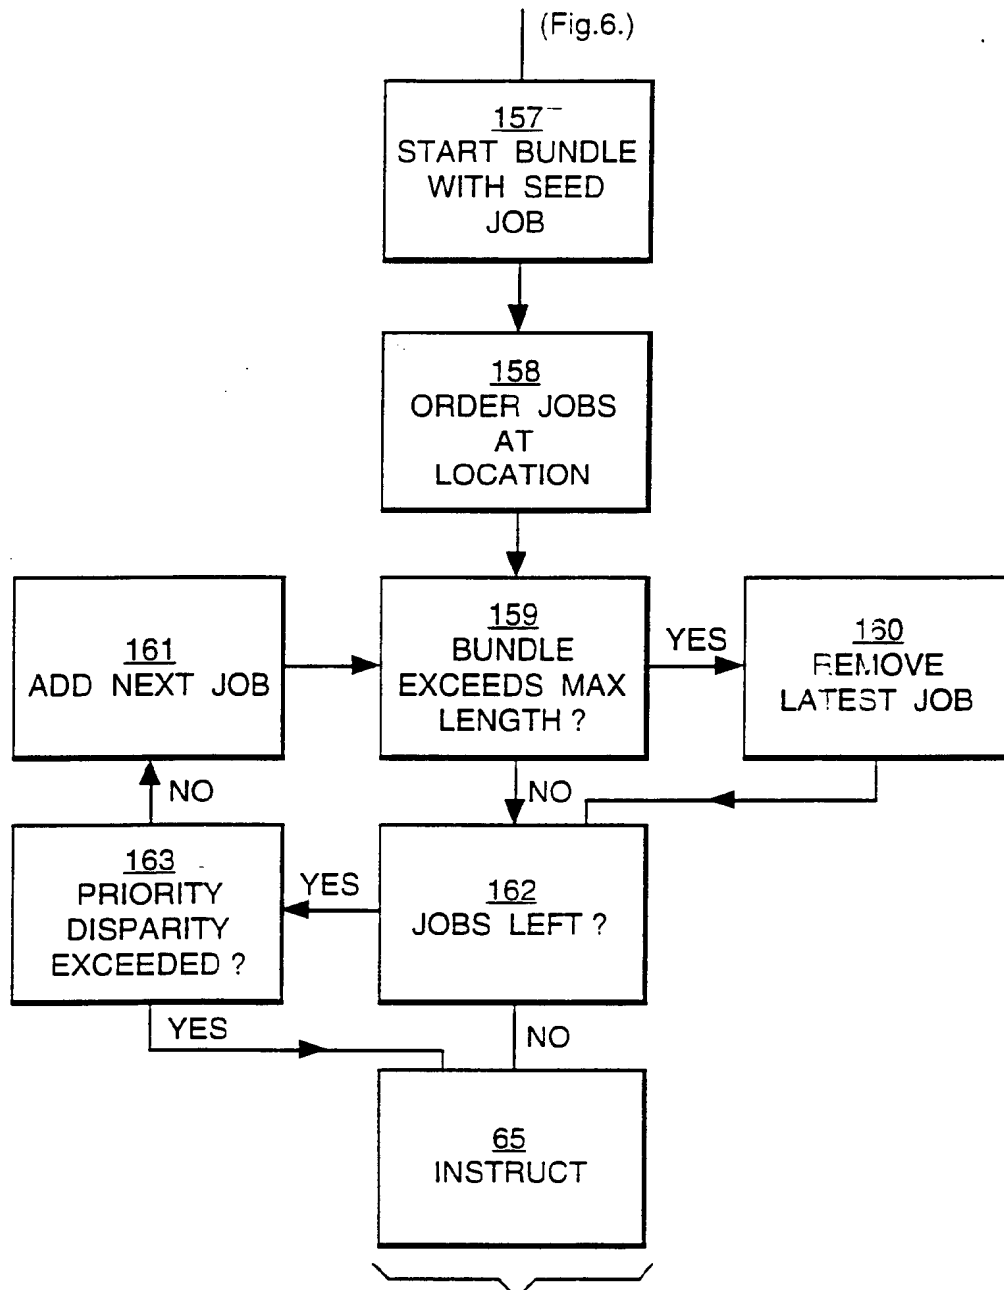 (Fig.6.)
157
START BUNDLE
WITH SEED
JOB
158
ORDER JOBS
AT
LOCATION
161
ADD NEXT JOB
159
BUNDLE
EXCEEDS MAX
LENGTH ?
YES
160
REMOVE
LATEST JOB
NO
NO
163
PRIORITY
DISPARITY
EXCEEDED ?
YES
162
JOBS LEFT ?
YES
NO
65
INSTRUCT